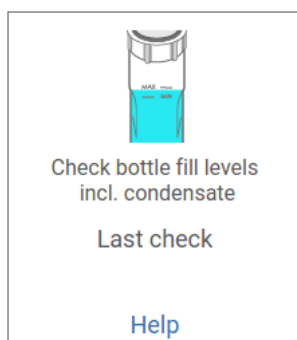 MAX
MIN
Check bottle fill levels
incl. condensate
Last check
Help